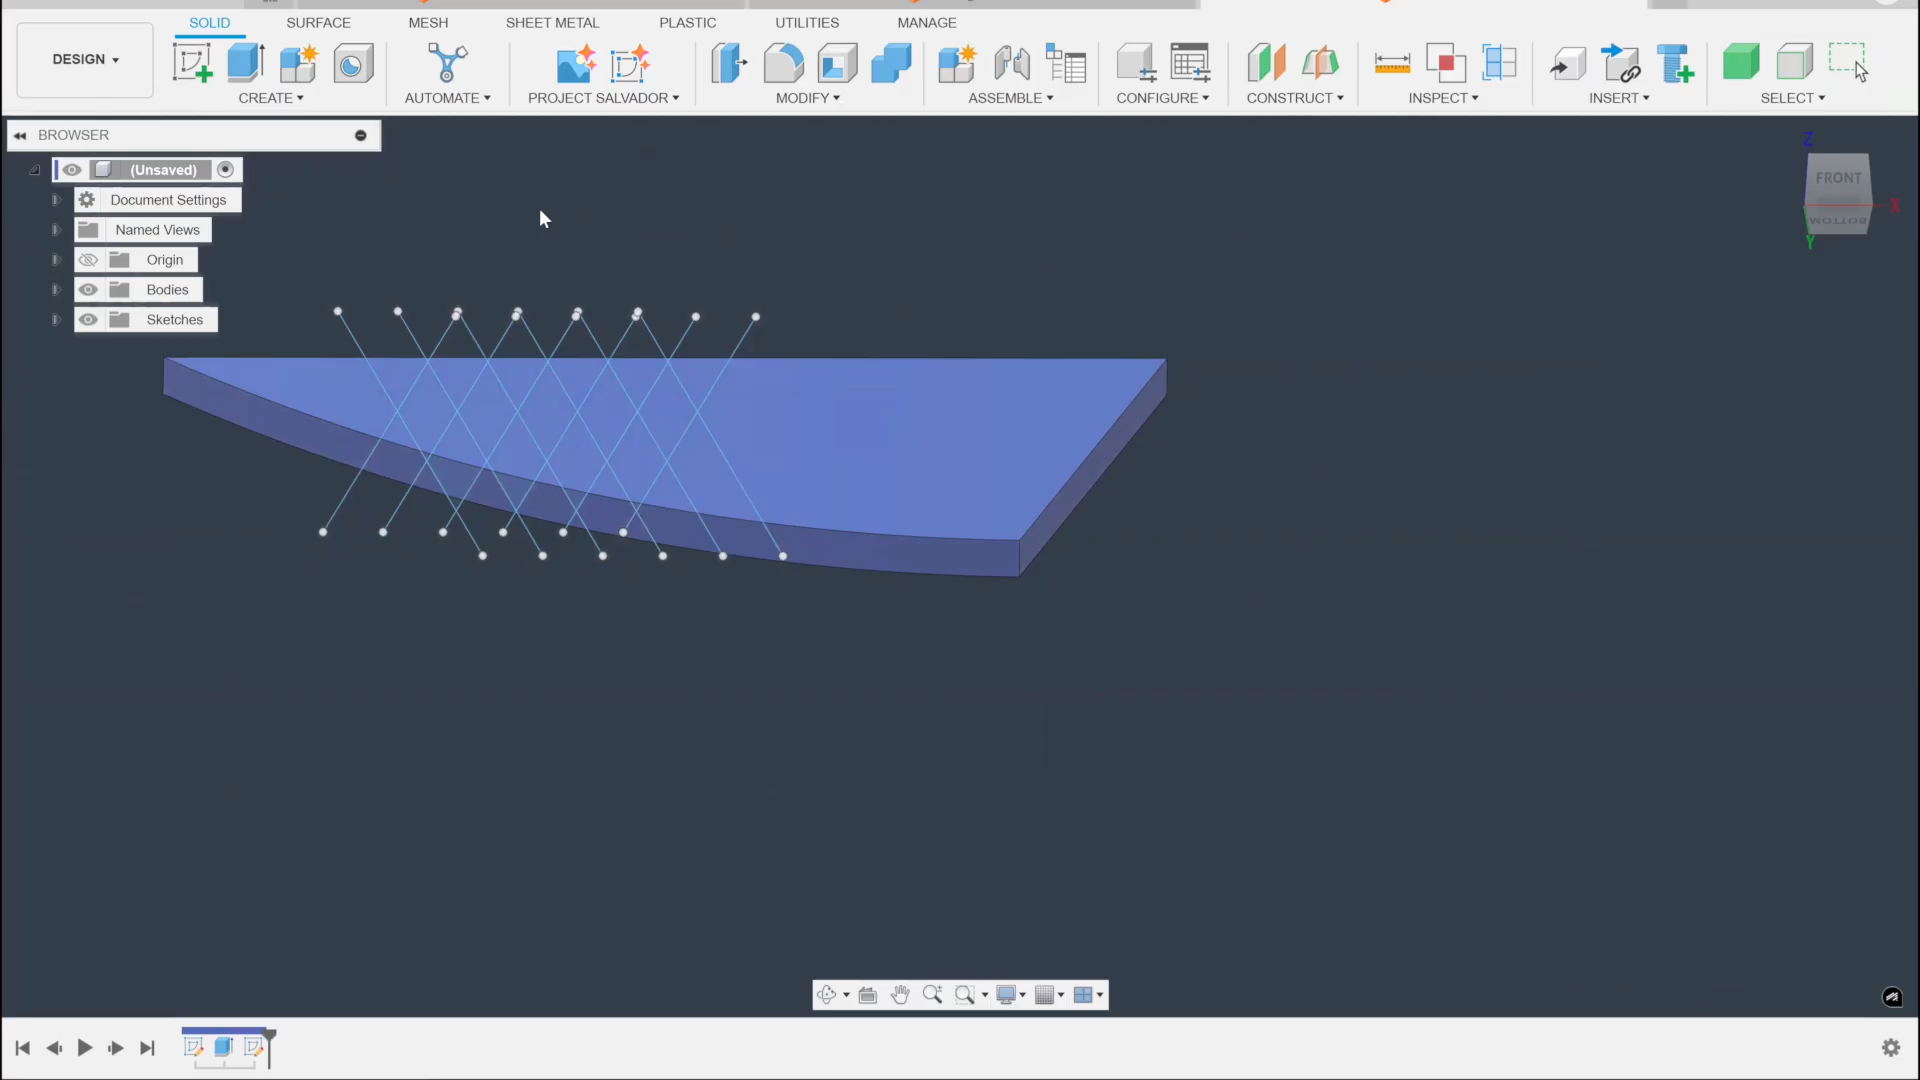 SOLID SURFACE MESH SHEET METAL PLASTIC UTILITIES MANAGE
DESIGN
CREATE AUTOMATE PROJECT SALVADOR MODIFY ASSEMBLE CONFIGURE CONSTRUCT INSPECT INSERT SELECT
BROWSER
(Unsaved)
Document Settings
Named Views
Origin
Bodies
Sketches
Z
FRONT
X
BOTTOM
Y